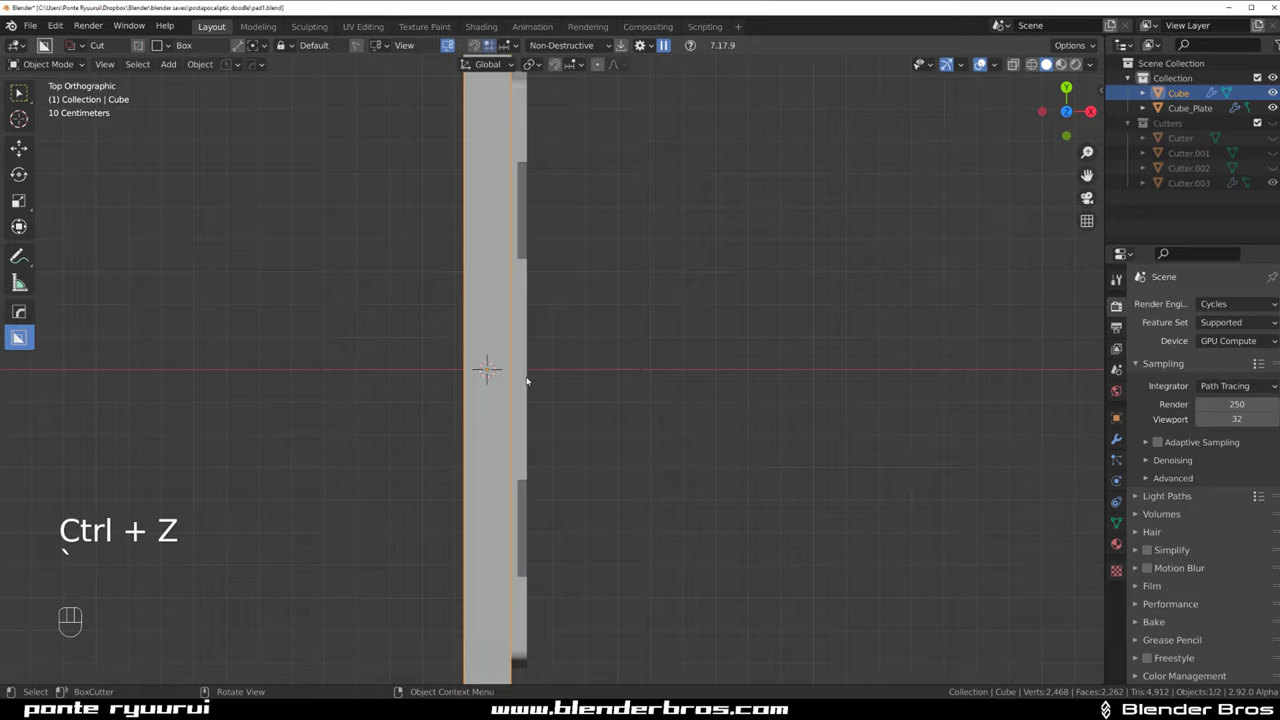 Blender* [C:\Users\Ponte Ryuurui\Dropbox\Blender\blender saves\postapocaliptic doodle\pad1.blend]
File Edit Render Window Help Layout Modeling Sculpting UV Editing Texture Paint Shading Animation Rendering Compositing Scripting Scene View Layer
Cut Box Default View Non-Destructive 7.17.9 Options
Object Mode View Select Add Object Global
Scene Collection
Collection
Cube
Cube_Plate
Cutters
Cutter
Cutter.001
Cutter.002
Cutter.003
Top Orthographic
(1) Collection | Cube
10 Centimeters
Y
Z
X
Scene
Render Engi.. Cycles
Feature Set Supported
Device GPU Compute
Sampling
Integrator Path Tracing
Render 250
Viewport 32
Adaptive Sampling
Denoising
Advanced
Light Paths
Volumes
Hair
Simplify
Motion Blur
Film
Performance
Bake
Grease Pencil
Freestyle
Color Management
Ctrl + Z
`
Select BoxCutter Rotate View Object Context Menu Collection | Cube | Verts:2,468 | Faces:2,262 | Tris:4,912 | Objects:1/2 | 2.92.0 Alpha
ponte ryuurui www.blenderbros.com Blender Bros